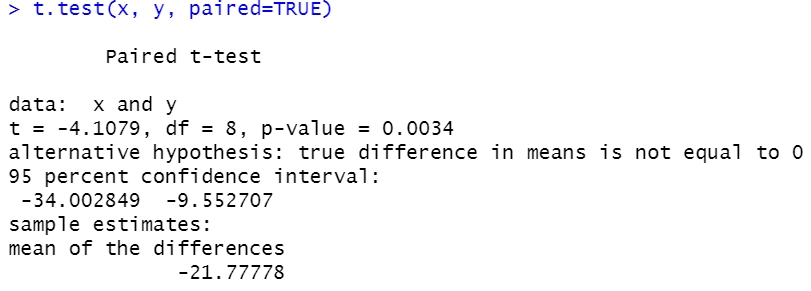 > t.test(x, y, paired=TRUE)
Paired t-test
data:  x and y
t = -4.1079, df = 8, p-value = 0.0034
alternative hypothesis: true difference in means is not equal to 0
95 percent confidence interval:
-34.002849  -9.552707
sample estimates:
mean of the differences
-21.77778